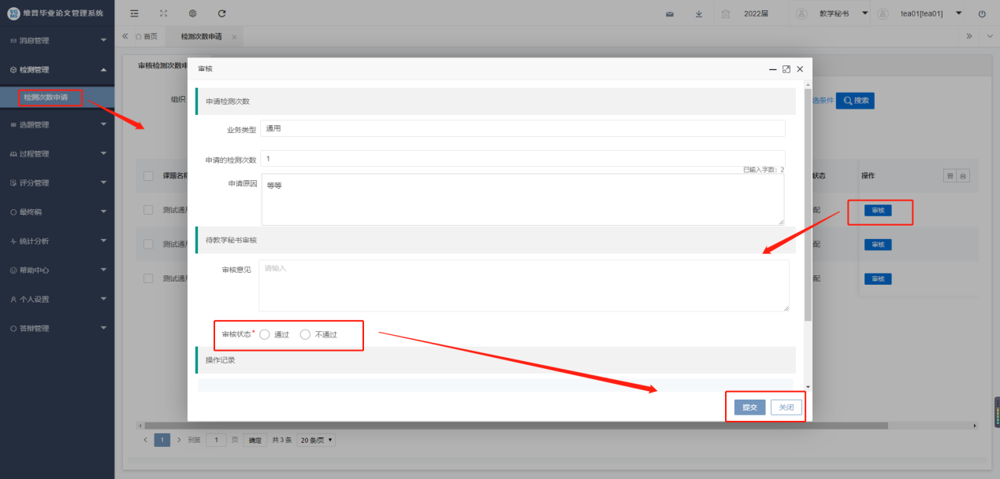 维普毕业论文管理系统
2022届
教学秘书
tea01[tea01]
消息管理
首页
检测次数申请
检测管理
审核检测次数申
审核
检测次数申请
组织
申请检测次数
选条件
搜索
选题管理
业务类型
通用
过程管理
申请的检测次数
1
已输入字数: 2
课题名称
状态
操作
评分管理
申请原因
等等
最终稿
测试通用
配
审核
统计分析
待教学秘书审核
测试通用
配
审核
帮助中心
审核意见
请输入
测试通用
配
审核
个人设置
答辩管理
审核状态*
通过
不通过
操作记录
提交
关闭
1
到第
1
页
确定
共 3 条
20 条/页